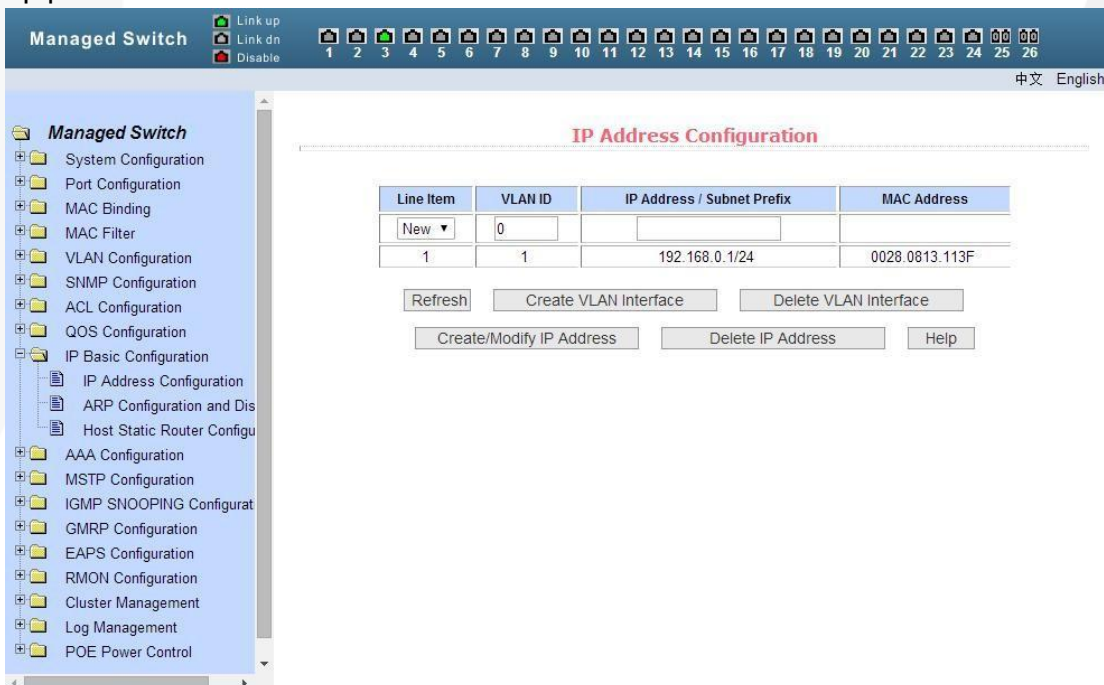 Managed Switch
Link up
Link dn
Disable
1 2 3 4 5 6 7 8 9 10 11 12 13 14 15 16 17 18 19 20 21 22 23 24 25 26
中文 English
Managed Switch
System Configuration
Port Configuration
MAC Binding
MAC Filter
VLAN Configuration
SNMP Configuration
ACL Configuration
QOS Configuration
IP Basic Configuration
IP Address Configuration
ARP Configuration and Dis
Host Static Router Configu
AAA Configuration
MSTP Configuration
IGMP SNOOPING Configurat
GMRP Configuration
EAPS Configuration
RMON Configuration
Cluster Management
Log Management
POE Power Control
IP Address Configuration
Line Item VLAN ID IP Address / Subnet Prefix MAC Address
New 0
1 1 192.168.0.1/24 0028.0813.113F
Refresh Create VLAN Interface Delete VLAN Interface
Create/Modify IP Address Delete IP Address Help